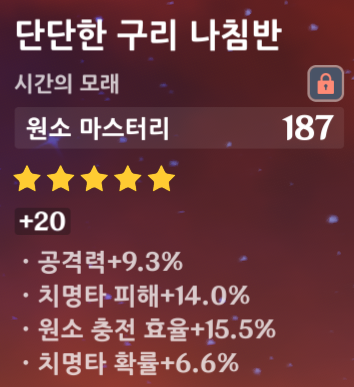 단단한 구리 나침반
시간의 모래
원소 마스터리 187
+20
· 공격력+9.3%
· 치명타 피해+14.0%
· 원소 충전 효율+15.5%
· 치명타 확률+6.6%